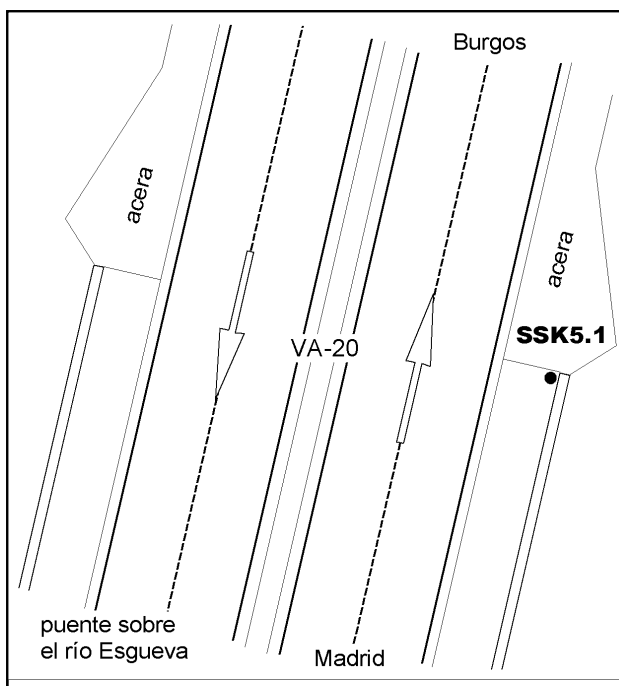 Burgos
acera
acera
SSK5.1
VA-20
puente sobre
el río Esgueva
Madrid